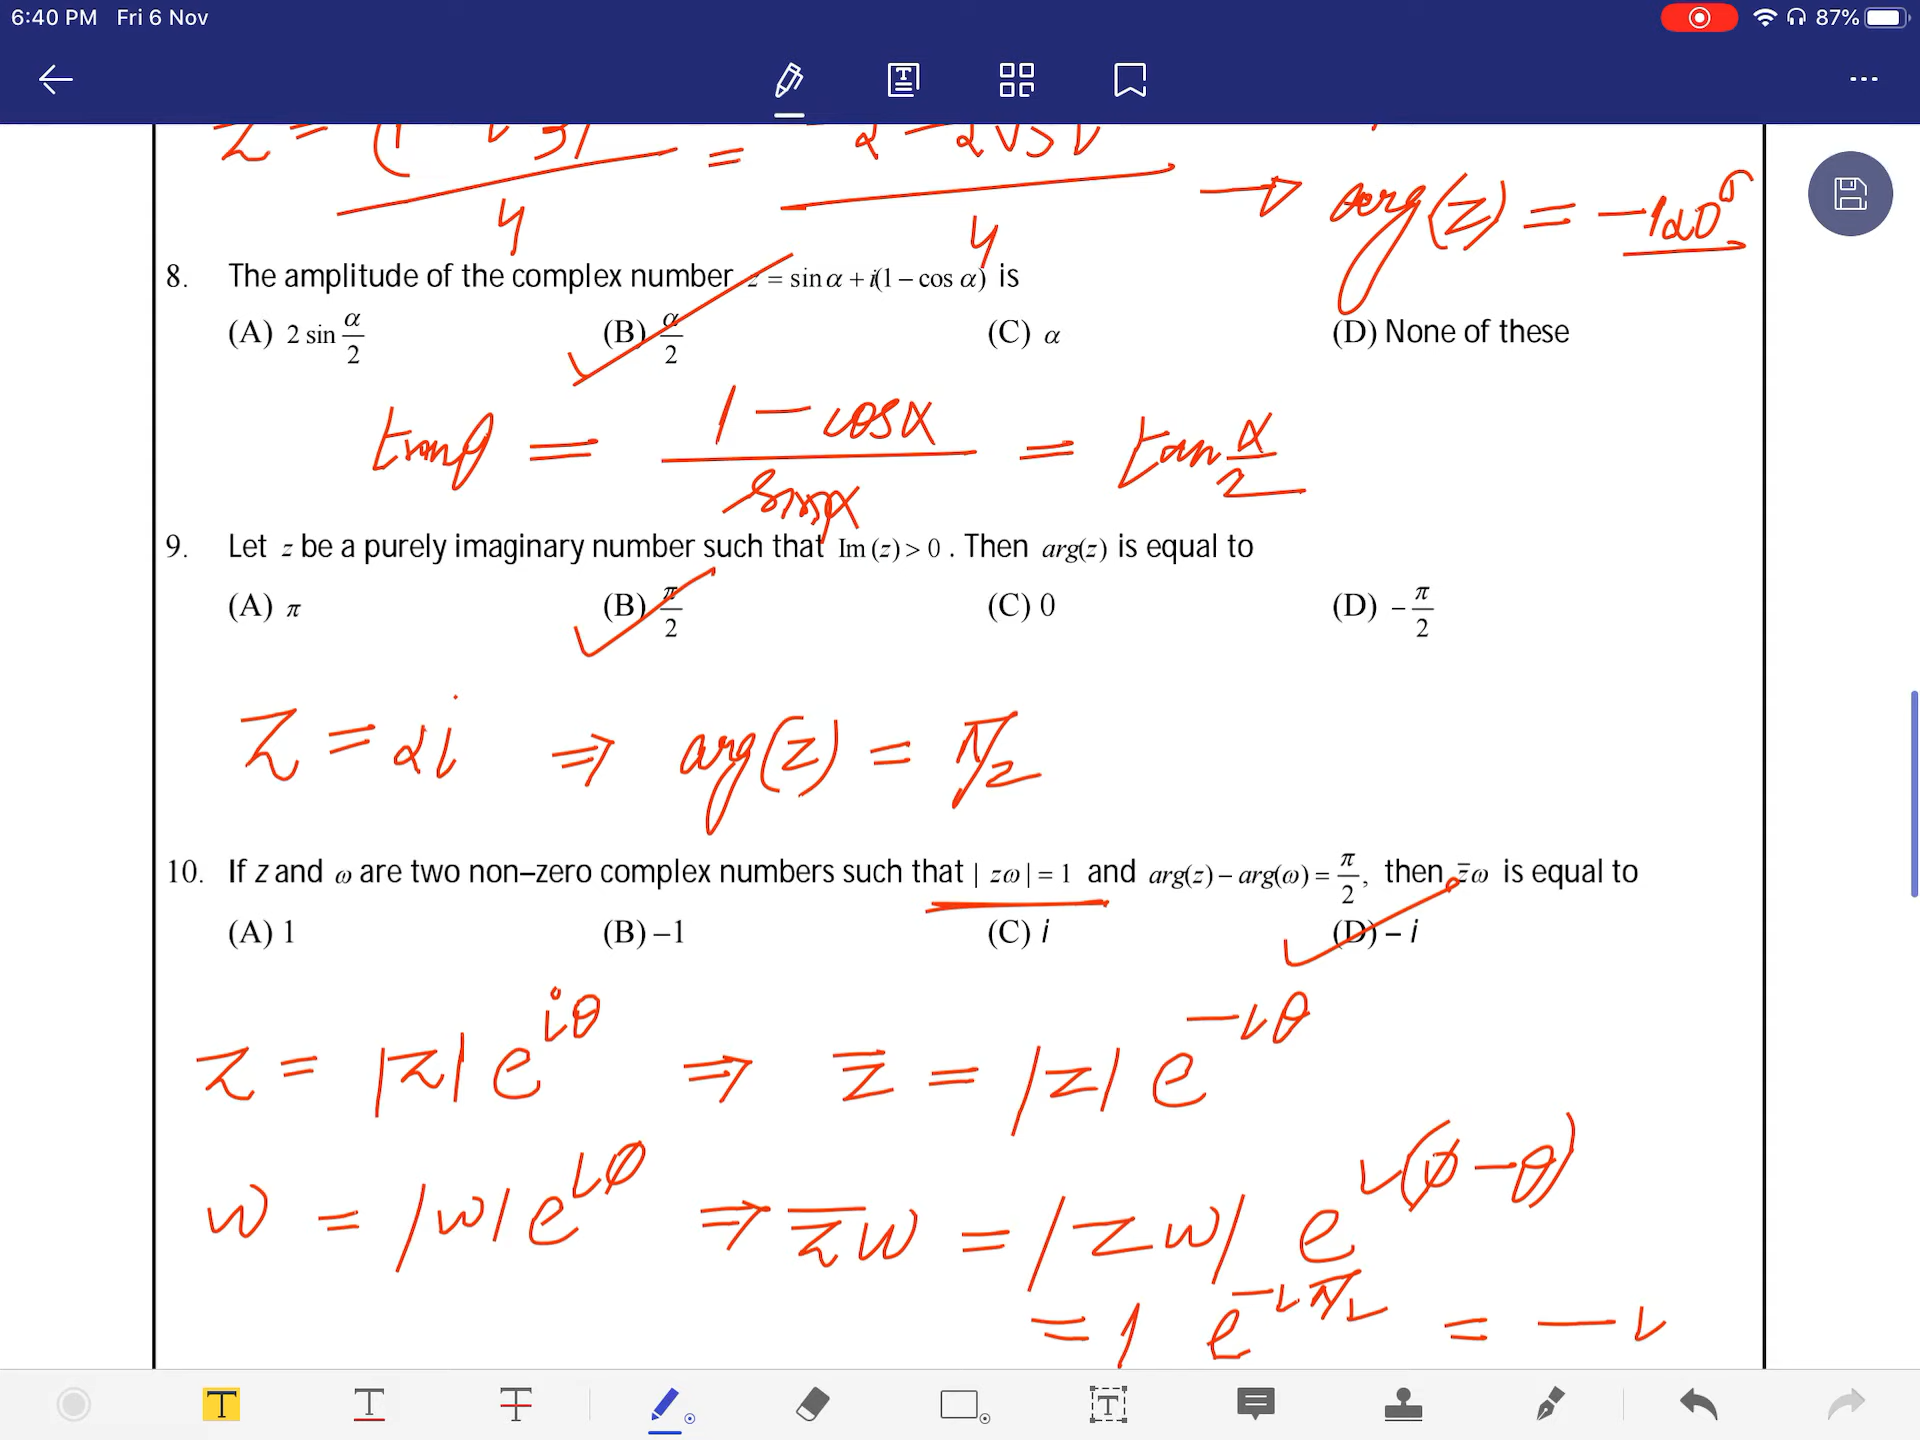 6:40 PM Fri 6 Nov 87%
z = = 2 - 2√3 i
4 4 → arg(z) = -120°
8. The amplitude of the complex number z = sin α + i(1 – cos α) is
(A) 2 sin α/2 (B) α/2 (C) α (D) None of these
tanθ = 1 - cosα / sinα = tan α/2
9. Let z be a purely imaginary number such that Im (z) > 0 . Then arg(z) is equal to
(A) π (B) π/2 (C) 0 (D) – π/2
z = αi ⇒ arg(z) = π/2
10. If z and ω are two non–zero complex numbers such that | zω | = 1 and arg(z) – arg(ω) = π/2, then z̄ω is equal to
(A) 1 (B) –1 (C) i (D) – i
z = |z| e^{iθ} ⇒ z̄ = |z| e^{-iθ}
w = |w| e^{iφ} ⇒ z̄w = |zw| e^{i(φ-θ)}
= 1 e^{-iπ/2} = -i